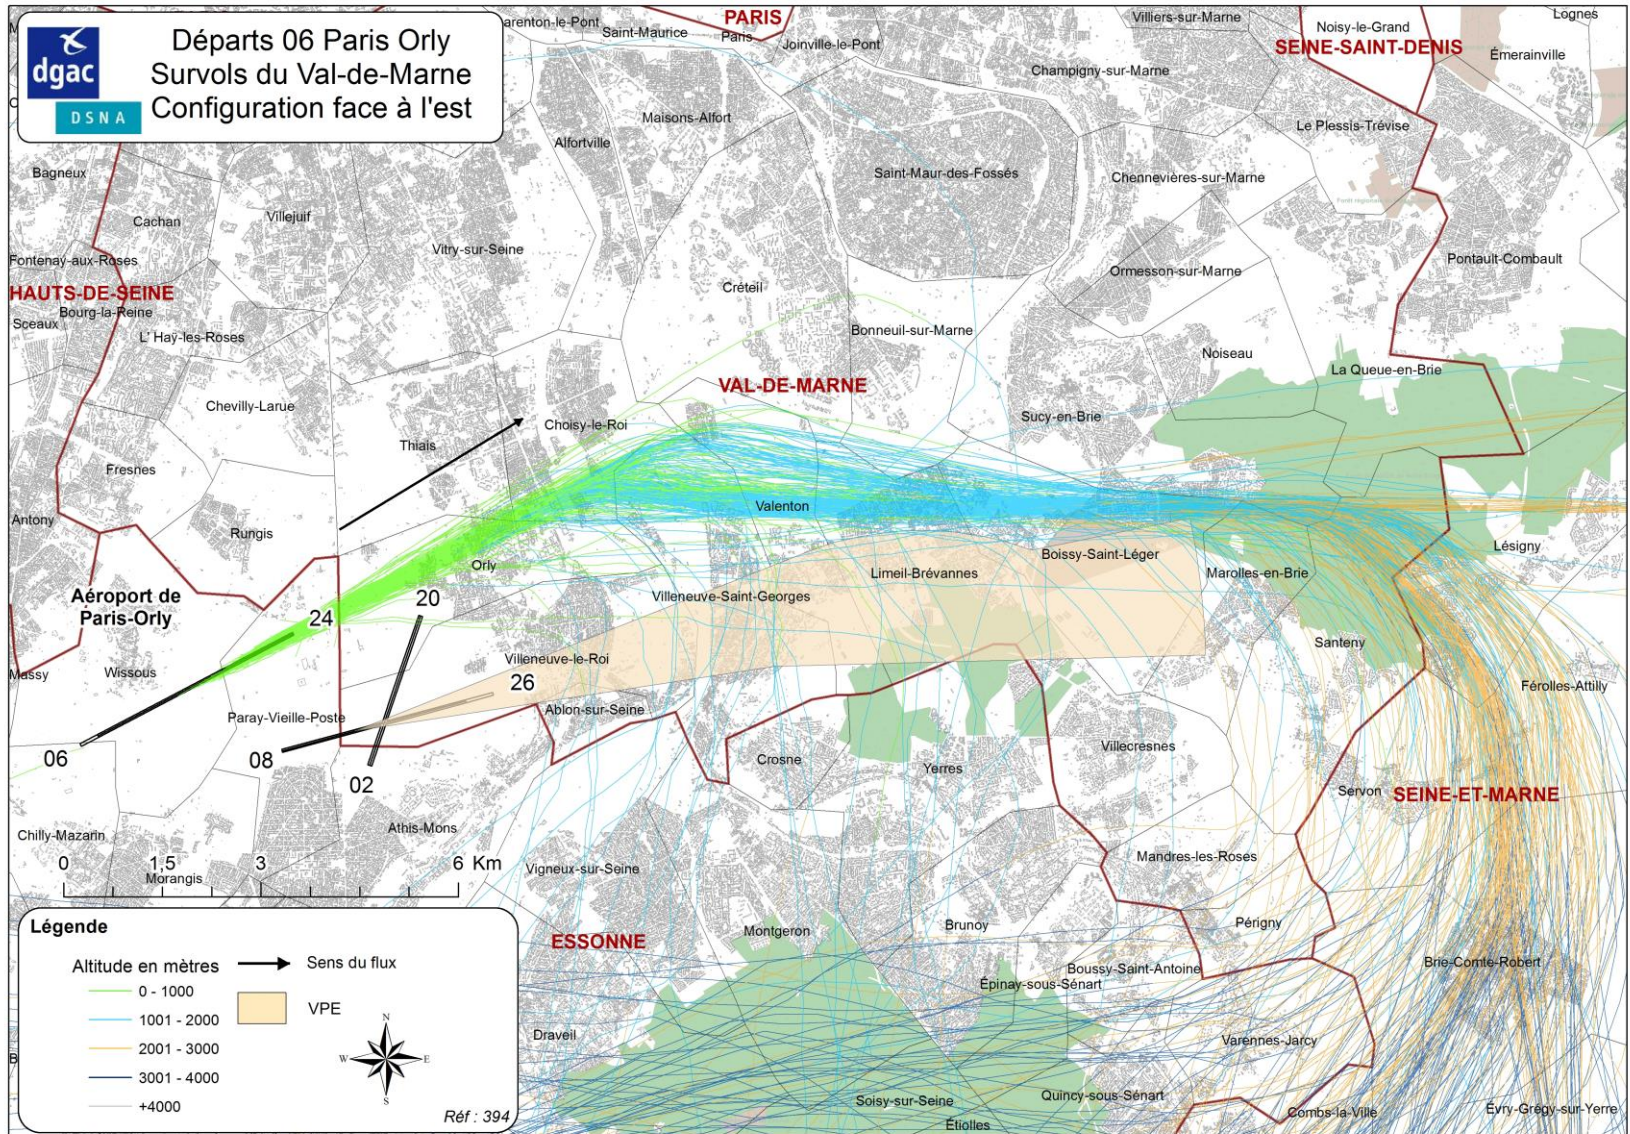 dgac
DSNA
Départs 06 Paris Orly
Survols du Val-de-Marne
Configuration face à l'est
arenton-le-Pont
Saint-Maurice
PARIS
Paris
Joinville-le-Pont
Villiers-sur-Marne
Noisy-le-Grand
Lognes
SEINE-SAINT-DENIS
Émerainville
Champigny-sur-Marne
Maisons-Alfort
Alfortville
Le Plessis-Trévise
Bagneux
Saint-Maur-des-Fossés
Chennevières-sur-Marne
Cachan
Villejuif
Vitry-sur-Seine
Fontenay-aux-Roses
Ormesson-sur-Marne
Pontault-Combault
HAUTS-DE-SEINE
Créteil
Bourg-la-Reine
Sceaux
L' Haÿ-les-Roses
Bonneuil-sur-Marne
Noiseau
La Queue-en-Brie
VAL-DE-MARNE
Chevilly-Larue
Sucy-en-Brie
Choisy-le-Roi
Thiais
Fresnes
Valenton
Antony
Rungis
Lésigny
Boissy-Saint-Léger
Orly
Limeil-Brévannes
Marolles-en-Brie
Aéroport de
Paris-Orly
20
Villeneuve-Saint-Georges
24
Santeny
Villeneuve-le-Roi
Massy
Wissous
26
Férolles-Attilly
Ablon-sur-Seine
Paray-Vieille-Poste
Villecresnes
06
08
Crosne
Yerres
02
Servon
SEINE-ET-MARNE
Athis-Mons
Chilly-Mazarin
Mandres-les-Roses
0
1,5
3
6 Km
Vigneux-sur-Seine
Morangis
Périgny
Montgeron
Brunoy
ESSONNE
Brie-Comte-Robert
Boussy-Saint-Antoine
Épinay-sous-Sénart
Draveil
Varennes-Jarcy
Quincy-sous-Sénart
Soisy-sur-Seine
Combs-la-Ville
Évry-Grégy-sur-Yerre
Étiolles
Légende
Altitude en mètres
0 - 1000
1001 - 2000
2001 - 3000
3001 - 4000
+4000
Sens du flux
VPE
N
W
E
S
Réf : 394